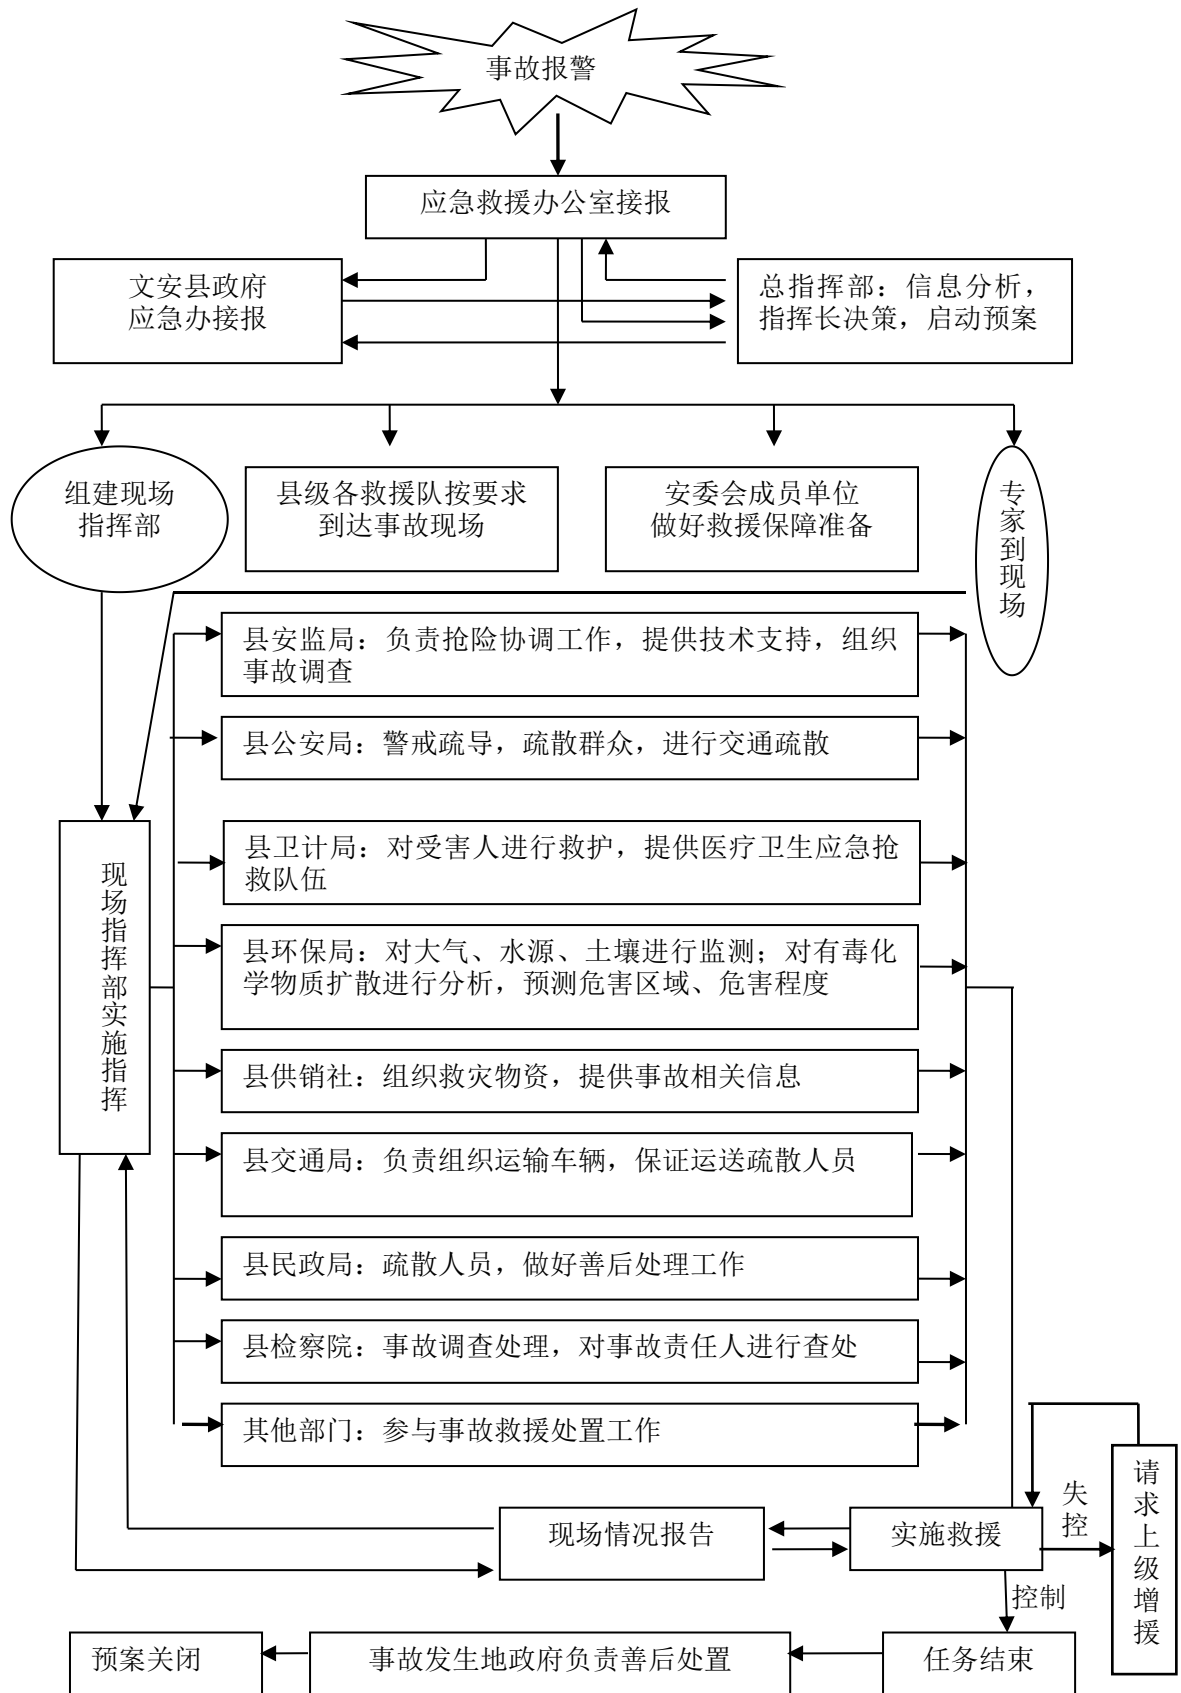 事故报警
应急救援办公室接报
文安县政府
应急办接报
总指挥部：信息分析，
指挥长决策，启动预案
组建现场
指挥部
县级各救援队按要求
到达事故现场
安委会成员单位
做好救援保障准备
专家到现场
县安监局：负责抢险协调工作，提供技术支持，组织
事故调查
县公安局：警戒疏导，疏散群众，进行交通疏散
县卫计局：对受害人进行救护，提供医疗卫生应急抢
救队伍
现场指挥部实施指挥
县环保局：对大气、水源、土壤进行监测；对有毒化
学物质扩散进行分析，预测危害区域、危害程度
县供销社：组织救灾物资，提供事故相关信息
县交通局：负责组织运输车辆，保证运送疏散人员
县民政局：疏散人员，做好善后处理工作
县检察院：事故调查处理，对事故责任人进行查处
其他部门：参与事故救援处置工作
现场情况报告
实施救援
失控
请求上级增援
控制
预案关闭
事故发生地政府负责善后处置
任务结束